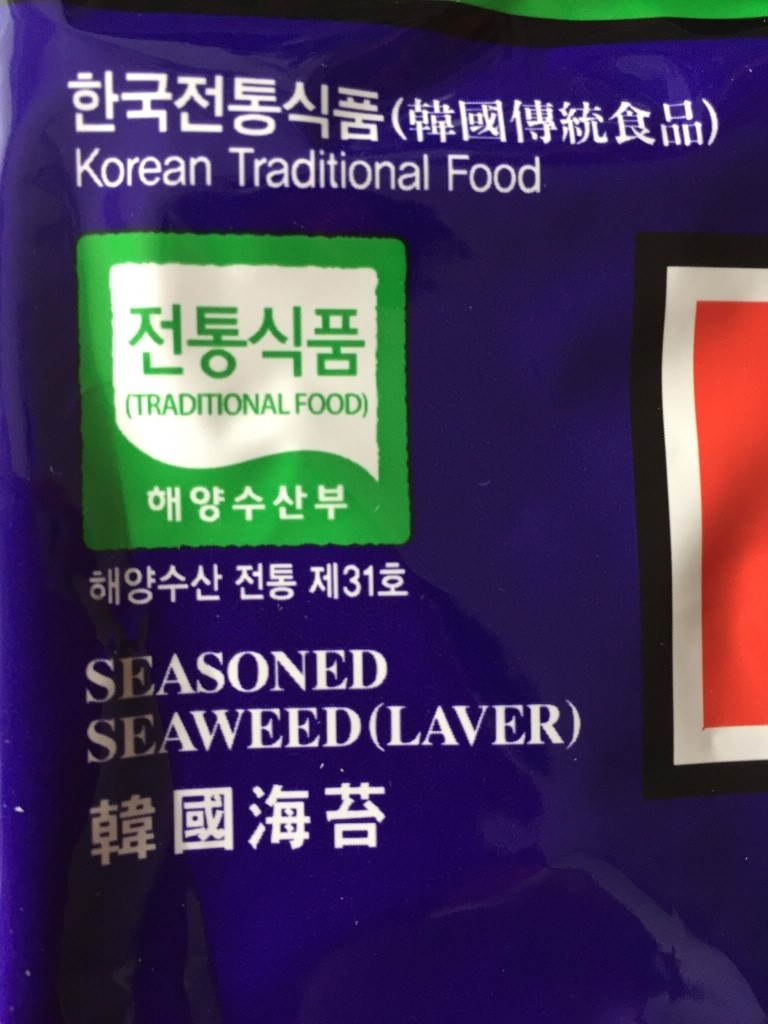 한국전통식품(韓國傳統食品)
Korean Traditional Food
전통식품
(TRADITIONAL FOOD)
해양수산부
해양수산 전통 제31호
SEASONED
SEAWEED(LAVER)
韓國海苔